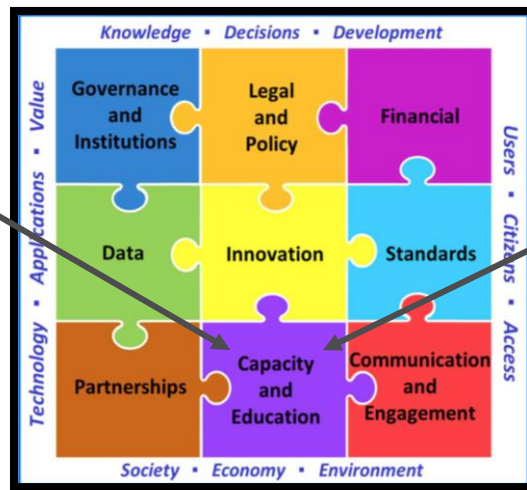 Knowledge ▪ Decisions ▪ Development
Technology ▪ Applications ▪ Value
Governance
and
Institutions
Legal
and
Policy
Financial
Data
Innovation
Standards
Partnerships
Capacity
and
Education
Communication
and
Engagement
Users ▪ Citizens ▪ Access
Society ▪ Economy ▪ Environment